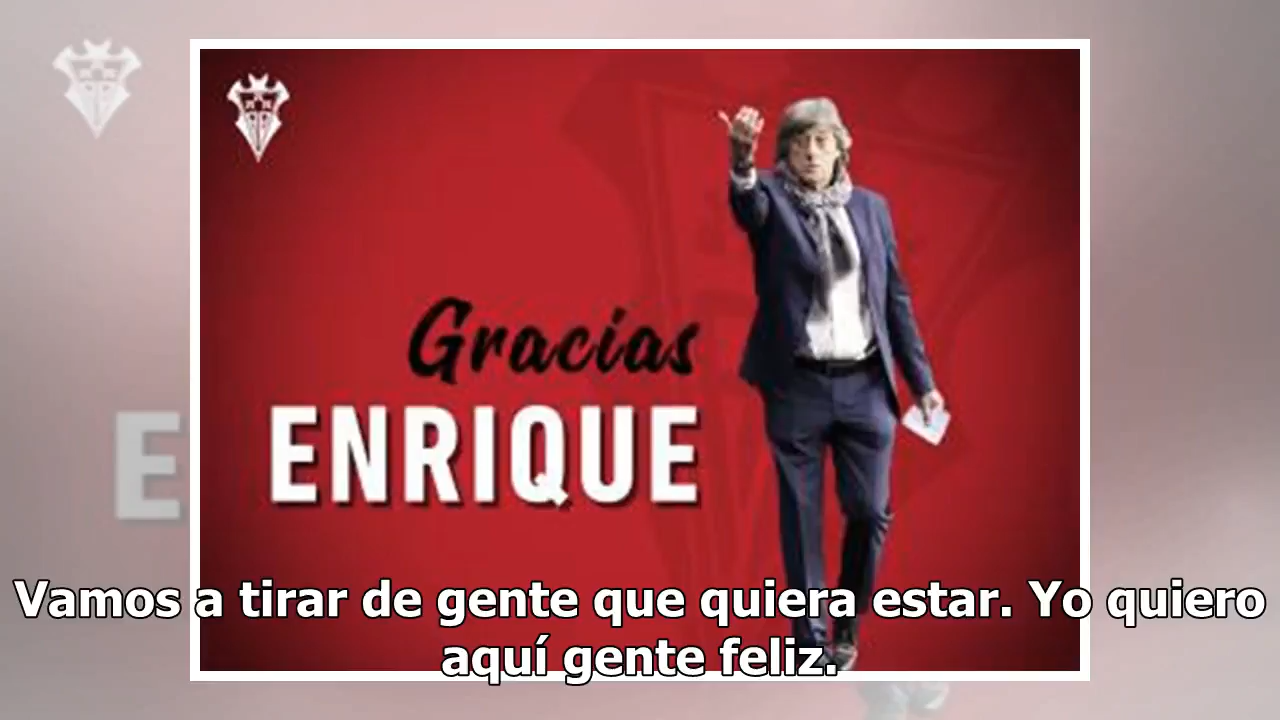 Gracias
ENRIQUE
E
Vamos a tirar de gente que quiera estar. Yo quiero
aquí gente feliz.